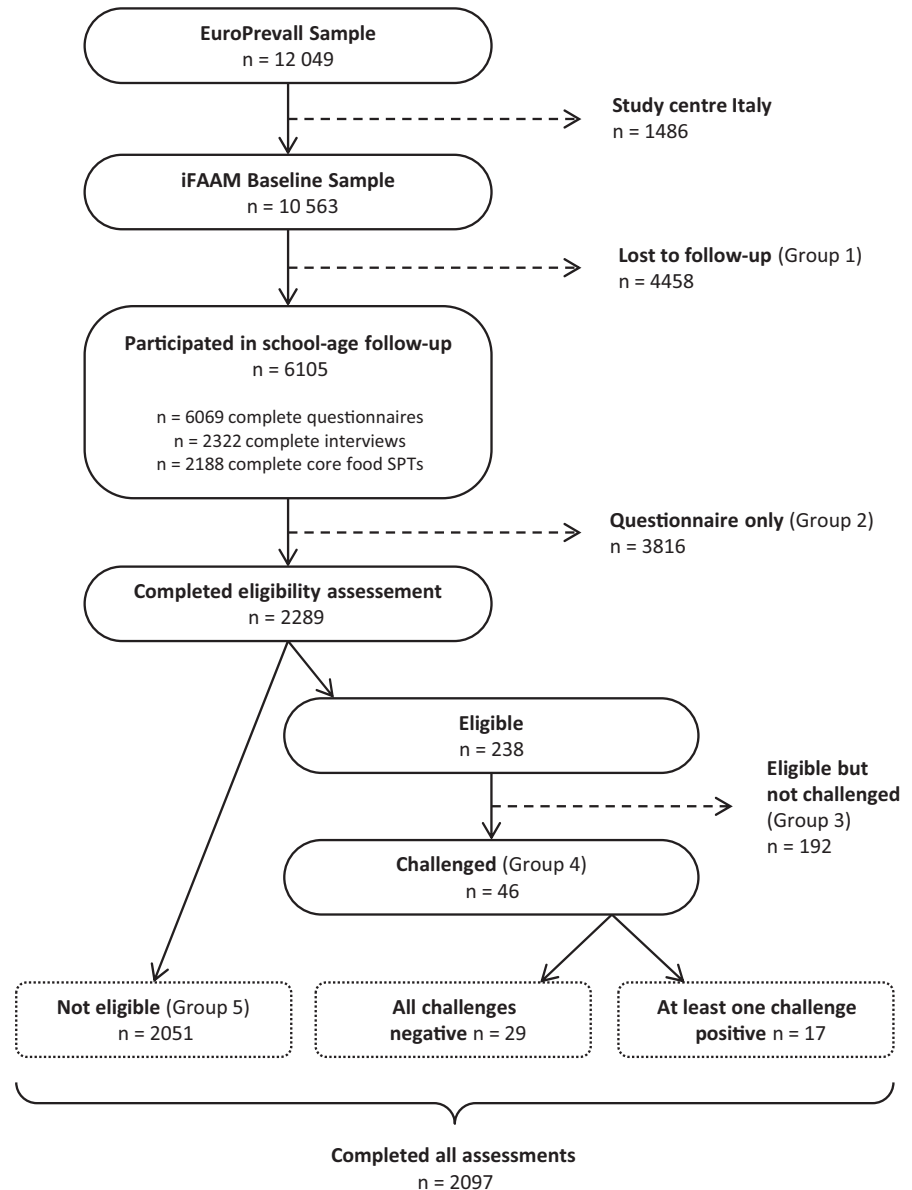 EuroPrevall Sample
n = 12 049
Study centre Italy
n = 1486
iFAAM Baseline Sample
n = 10 563
Lost to follow-up (Group 1)
n = 4458
Participated in school-age follow-up
n = 6105
n = 6069 complete questionnaires
n = 2322 complete interviews
n = 2188 complete core food SPTs
Questionnaire only (Group 2)
n = 3816
Completed eligibility assessement
n = 2289
Eligible
n = 238
Eligible but
not challenged
(Group 3)
n = 192
Challenged (Group 4)
n = 46
Not eligible (Group 5)
n = 2051
All challenges
negative n = 29
At least one challenge
positive n = 17
Completed all assessments
n = 2097